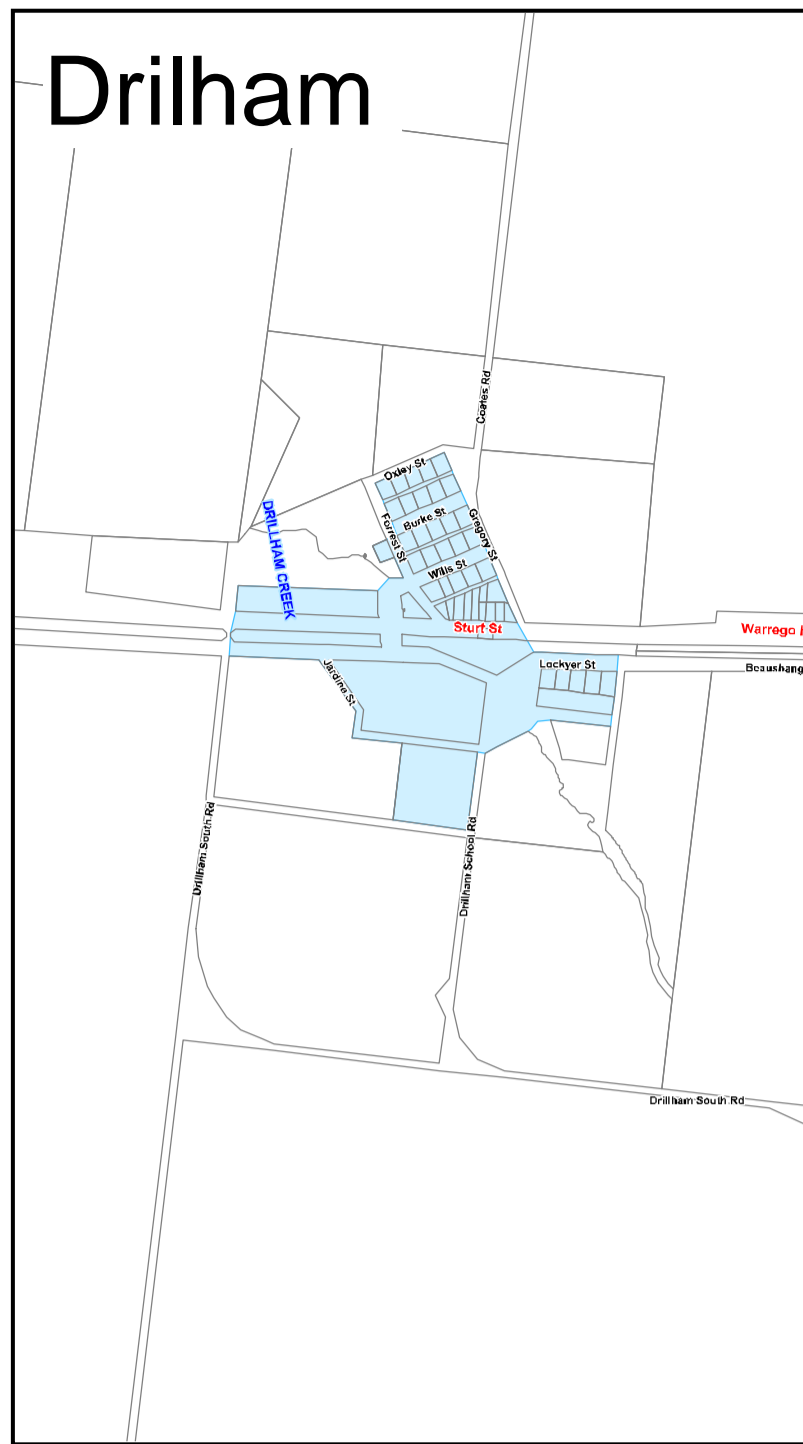 Drilham
Coates Rd
Oxley St
DRILLHAM CREEK
Forrest St
Burke St
Gregory St
Wills St
Sturt St
Warrego
Lockyer St
Beaushang
Jardine St
Drillham South Rd
Drillham School Rd
Drillham South Rd